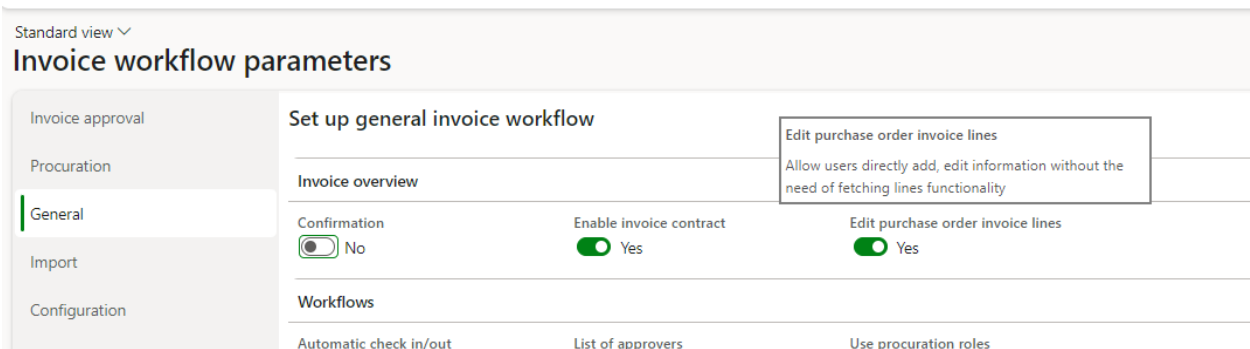 Standard view
Invoice workflow parameters
Invoice approval
Procuration
General
Import
Configuration
Set up general invoice workflow
Edit purchase order invoice lines
Allow users directly add, edit information without the
need of fetching lines functionality
Invoice overview
Confirmation
No
Enable invoice contract
Yes
Edit purchase order invoice lines
Yes
Workflows
Automatic check in/out
List of approvers
Use procuration roles